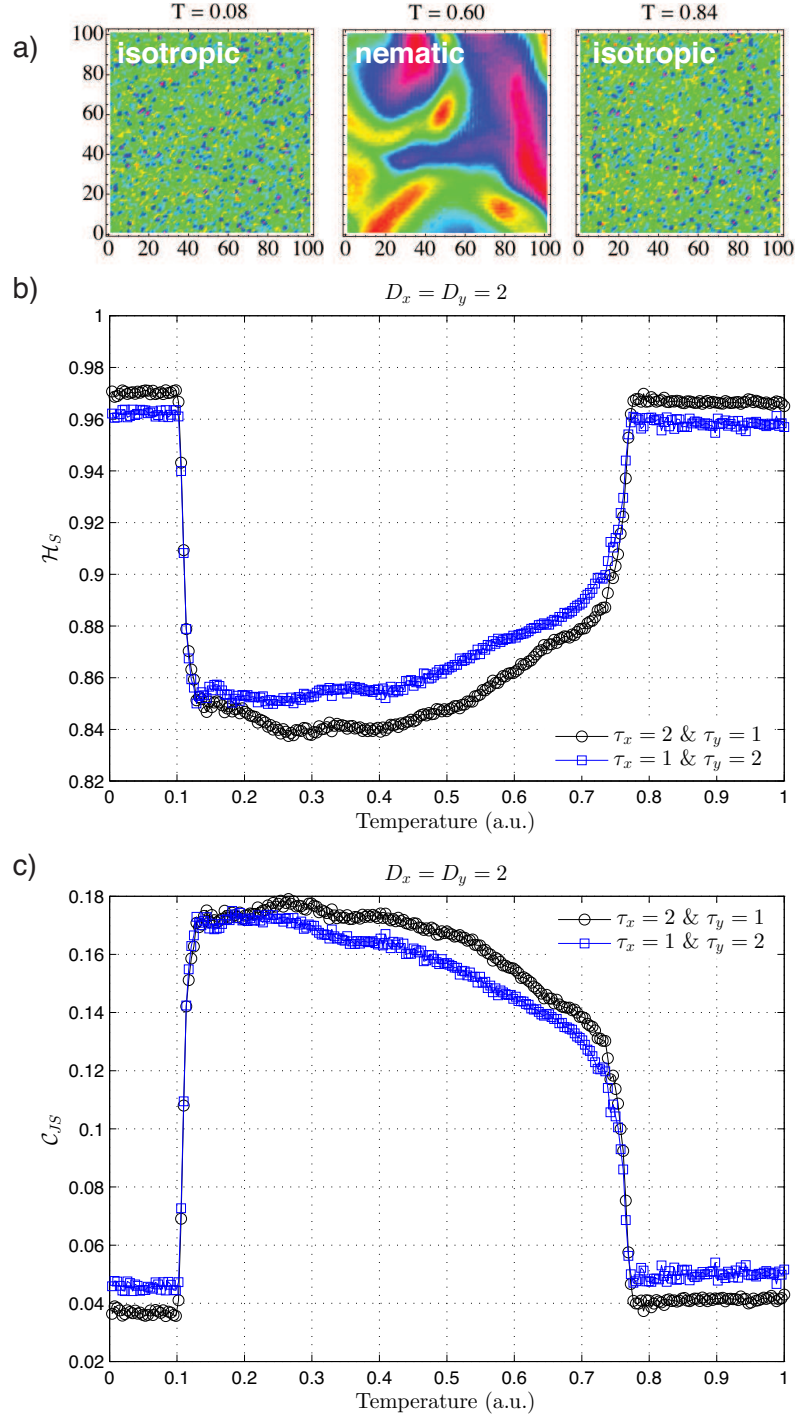 T = 0.08 T = 0.60 T = 0.84
a)
isotropic nematic isotropic
100
80
60
40
20
0
0 20 40 60 80 100 0 20 40 60 80 100 0 20 40 60 80 100
b)
D_x = D_y = 2
1
0.98
0.96
0.94
0.92
0.9
0.88
0.86
0.84
0.82
H_S
τ_x = 2 & τ_y = 1
τ_x = 1 & τ_y = 2
0 0.1 0.2 0.3 0.4 0.5 0.6 0.7 0.8 0.9 1
Temperature (a.u.)
c)
D_x = D_y = 2
0.18
0.16
0.14
0.12
0.1
0.08
0.06
0.04
0.02
C_JS
τ_x = 2 & τ_y = 1
τ_x = 1 & τ_y = 2
0 0.1 0.2 0.3 0.4 0.5 0.6 0.7 0.8 0.9 1
Temperature (a.u.)